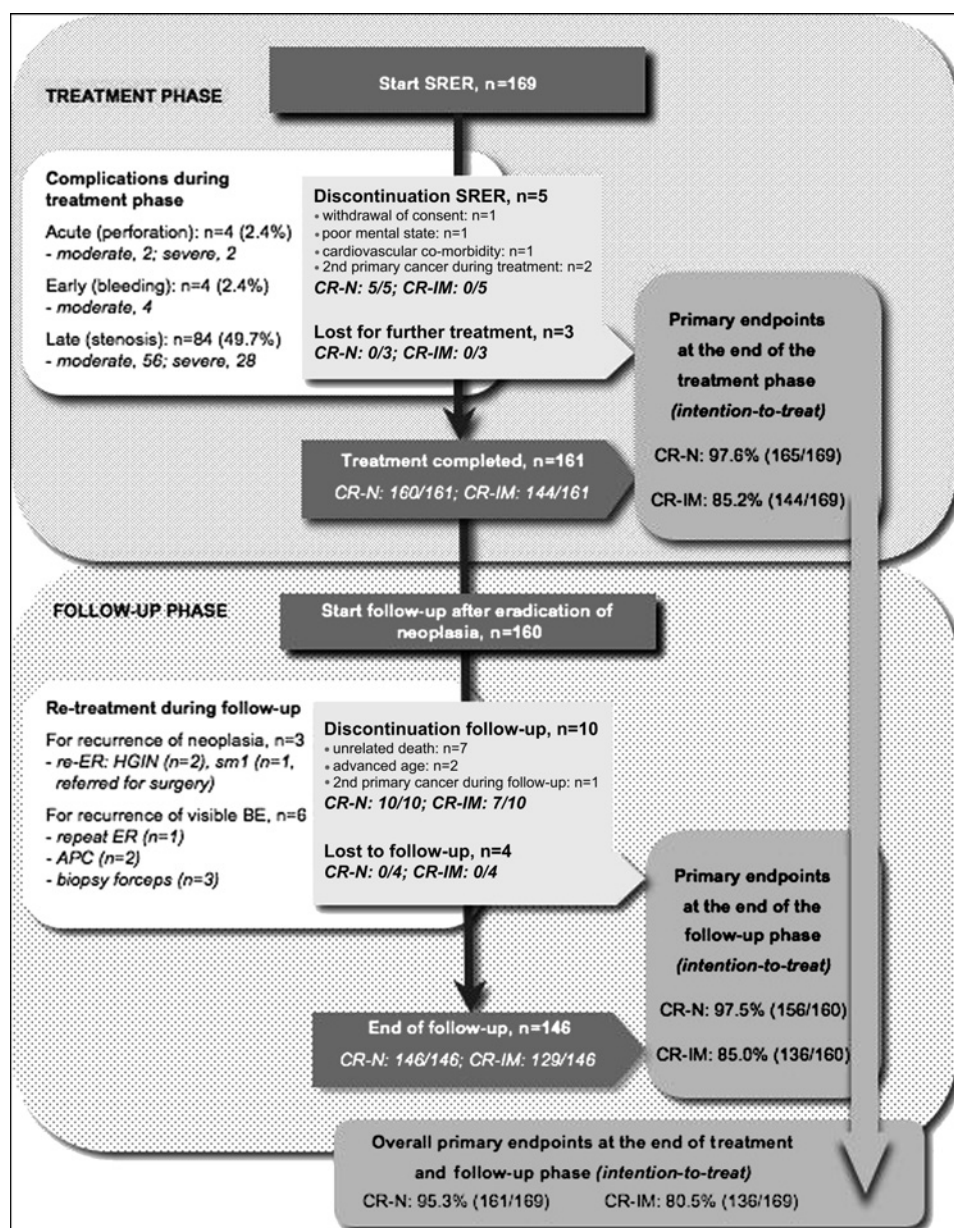 Start SRER, n=169
TREATMENT PHASE
Complications during
treatment phase
Acute (perforation): n=4 (2.4%)
- moderate, 2; severe, 2
Early (bleeding): n=4 (2.4%)
- moderate, 4
Late (stenosis): n=84 (49.7%)
- moderate, 56; severe, 28
Discontinuation SRER, n=5
• withdrawal of consent: n=1
• poor mental state: n=1
• cardiovascular co-morbidity: n=1
• 2nd primary cancer during treatment: n=2
CR-N: 5/5; CR-IM: 0/5
Lost for further treatment, n=3
CR-N: 0/3; CR-IM: 0/3
Primary endpoints
at the end of the
treatment phase
(intention-to-treat)
CR-N: 97.6% (165/169)
CR-IM: 85.2% (144/169)
Treatment completed, n=161
CR-N: 160/161; CR-IM: 144/161
FOLLOW-UP PHASE
Start follow-up after eradication of
neoplasia, n=160
Re-treatment during follow-up
For recurrence of neoplasia, n=3
- re-ER: HGIN (n=2), sm1 (n=1,
referred for surgery)
For recurrence of visible BE, n=6
- repeat ER (n=1)
- APC (n=2)
- biopsy forceps (n=3)
Discontinuation follow-up, n=10
• unrelated death: n=7
• advanced age: n=2
• 2nd primary cancer during follow-up: n=1
CR-N: 10/10; CR-IM: 7/10
Lost to follow-up, n=4
CR-N: 0/4; CR-IM: 0/4
Primary endpoints
at the end of the
follow-up phase
(intention-to-treat)
CR-N: 97.5% (156/160)
CR-IM: 85.0% (136/160)
End of follow-up, n=146
CR-N: 146/146; CR-IM: 129/146
Overall primary endpoints at the end of treatment
and follow-up phase (intention-to-treat)
CR-N: 95.3% (161/169) CR-IM: 80.5% (136/169)